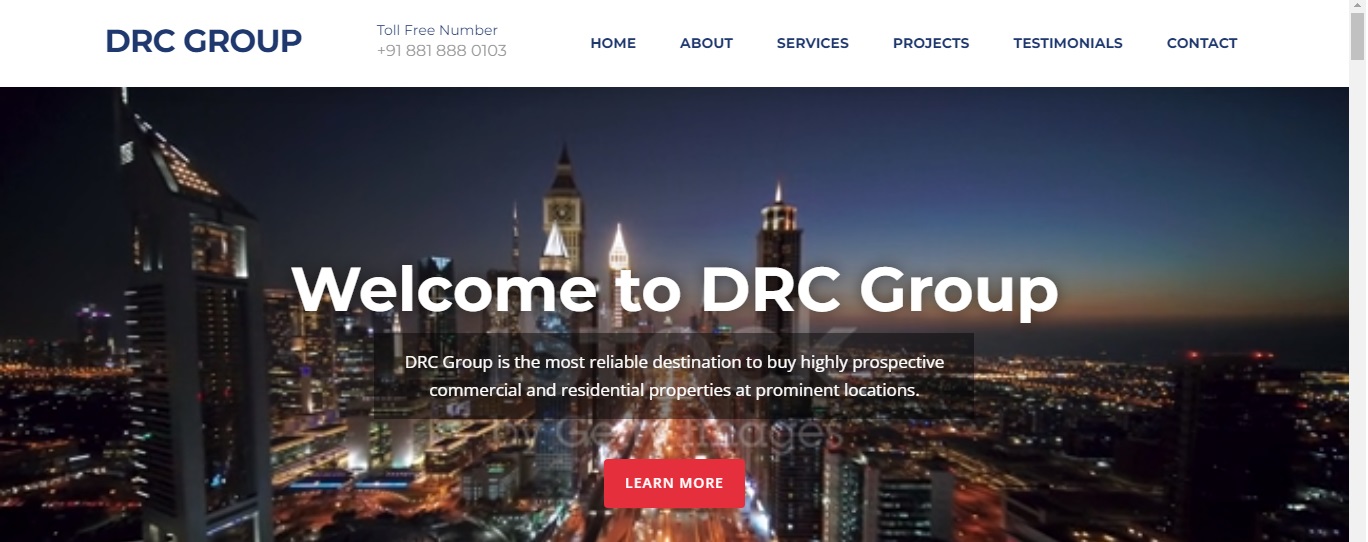 DRC GROUP
Toll Free Number
+91 881 888 0103
HOME
ABOUT
SERVICES
PROJECTS
TESTIMONIALS
CONTACT
Welcome to DRC Group
iStock
DRC Group is the most reliable destination to buy highly prospective
commercial and residential properties at prominent locations.
by Getty Images
LEARN MORE